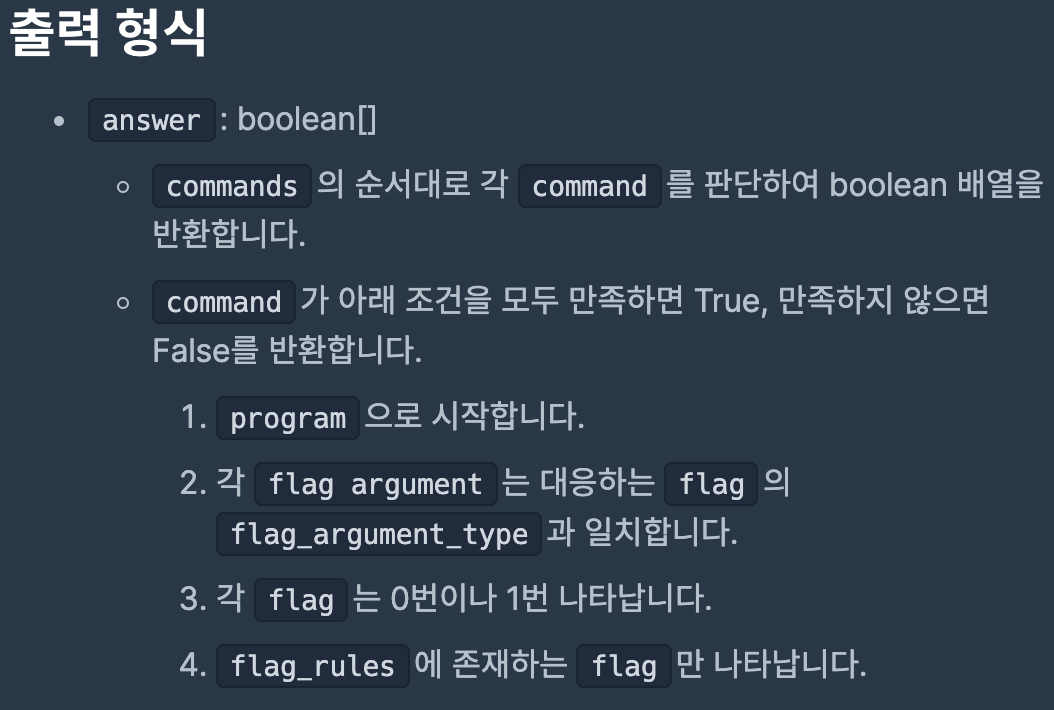 출력 형식
• answer : boolean[]
○ commands 의 순서대로 각 command 를 판단하여 boolean 배열을
반환합니다.
○ command 가 아래 조건을 모두 만족하면 True, 만족하지 않으면
False를 반환합니다.
1. program 으로 시작합니다.
2. 각 flag argument 는 대응하는 flag 의
flag_argument_type 과 일치합니다.
3. 각 flag 는 0번이나 1번 나타납니다.
4. flag_rules 에 존재하는 flag 만 나타납니다.